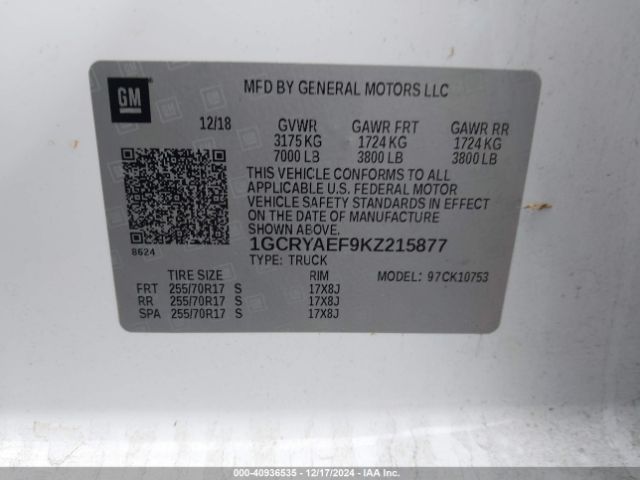 GM
MFD BY GENERAL MOTORS LLC
12/18 GVWR GAWR FRT GAWR RR
3175 KG 1724 KG 1724 KG
7000 LB 3800 LB 3800 LB
THIS VEHICLE CONFORMS TO ALL
APPLICABLE U.S. FEDERAL MOTOR
VEHICLE SAFETY STANDARDS IN EFFECT
ON THE DATE OF MANUFACTURE
SHOWN ABOVE.
8624
1GCRYAEF9KZ215877
TYPE: TRUCK
TIRE SIZE RIM MODEL: 97CK10753
FRT 255/70R17 S 17X8J
RR 255/70R17 S 17X8J
SPA 255/70R17 S 17X8J
000-40936535 - 12/17/2024 - IAA Inc.